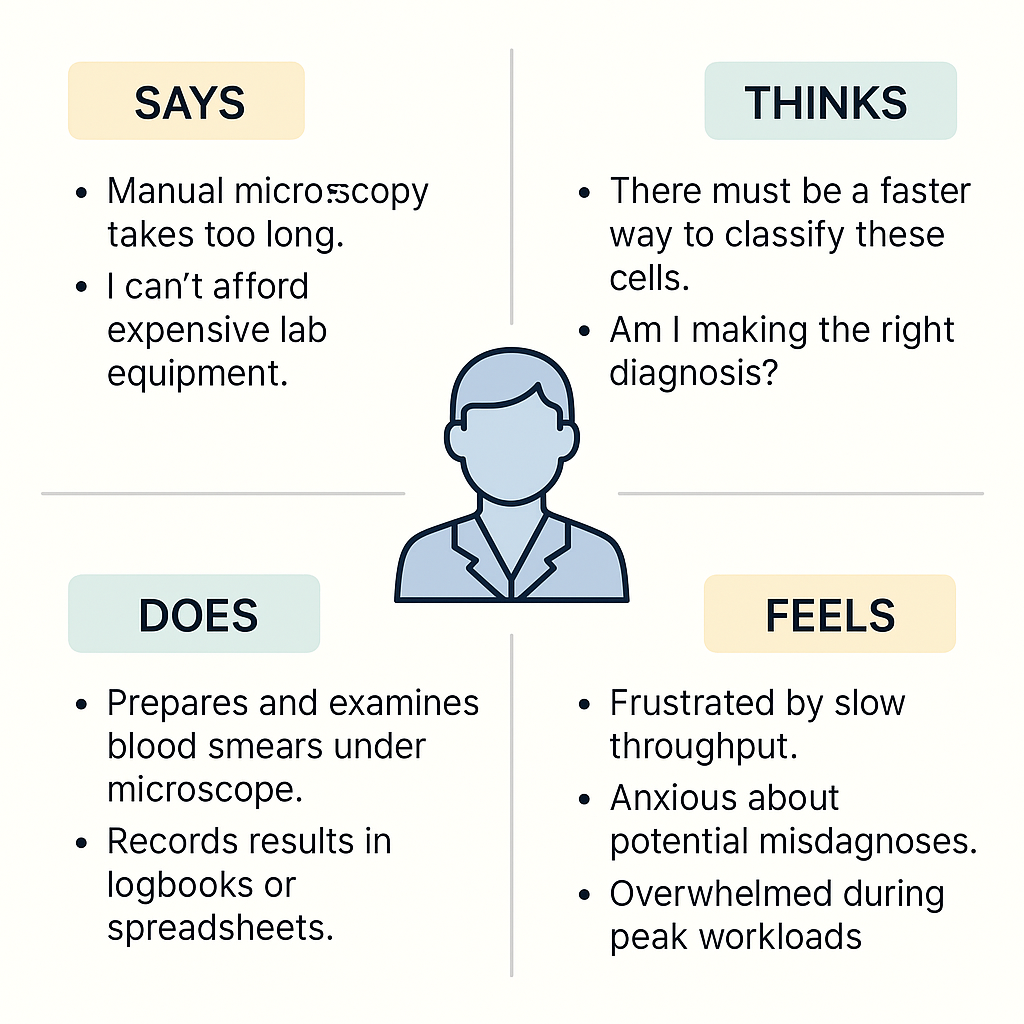 SAYS
• Manual microscopy
takes too long.
• I can't afford
expensive lab
equipment.
THINKS
• There must be a faster
way to classify these
cells.
• Am I making the right
diagnosis?
DOES
• Prepares and examines
blood smears under
microscope.
• Records results in
logbooks or
spreadsheets.
FEELS
• Frustrated by slow
throughput.
• Anxious about
potential misdagnoses.
• Overwhelmed during
peak workloads